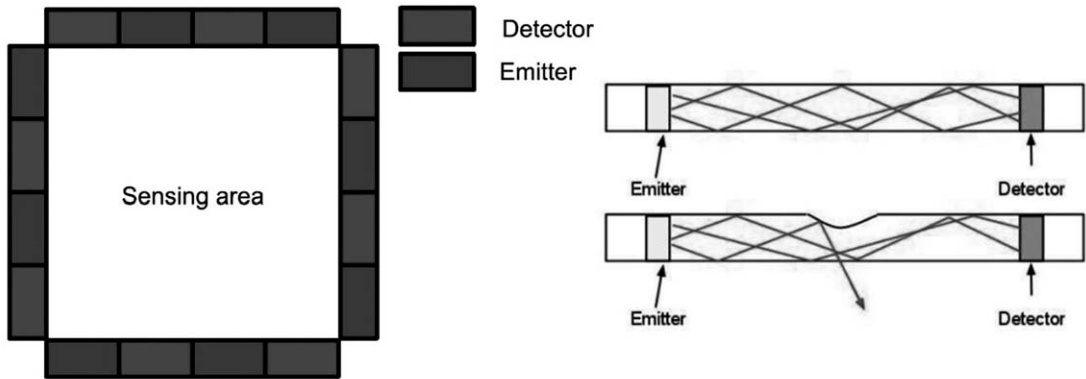 Detector
Emitter
Sensing area
Emitter
Detector
Emitter
Detector